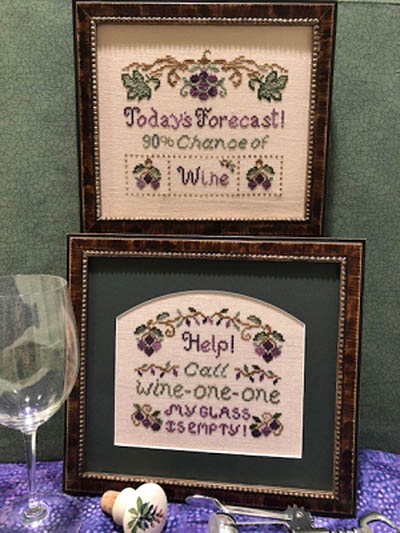 Today's Forecast!
90% Chance of
Wine
Help!
Call
wine-one-one
MY GLASS
IS EMPTY!